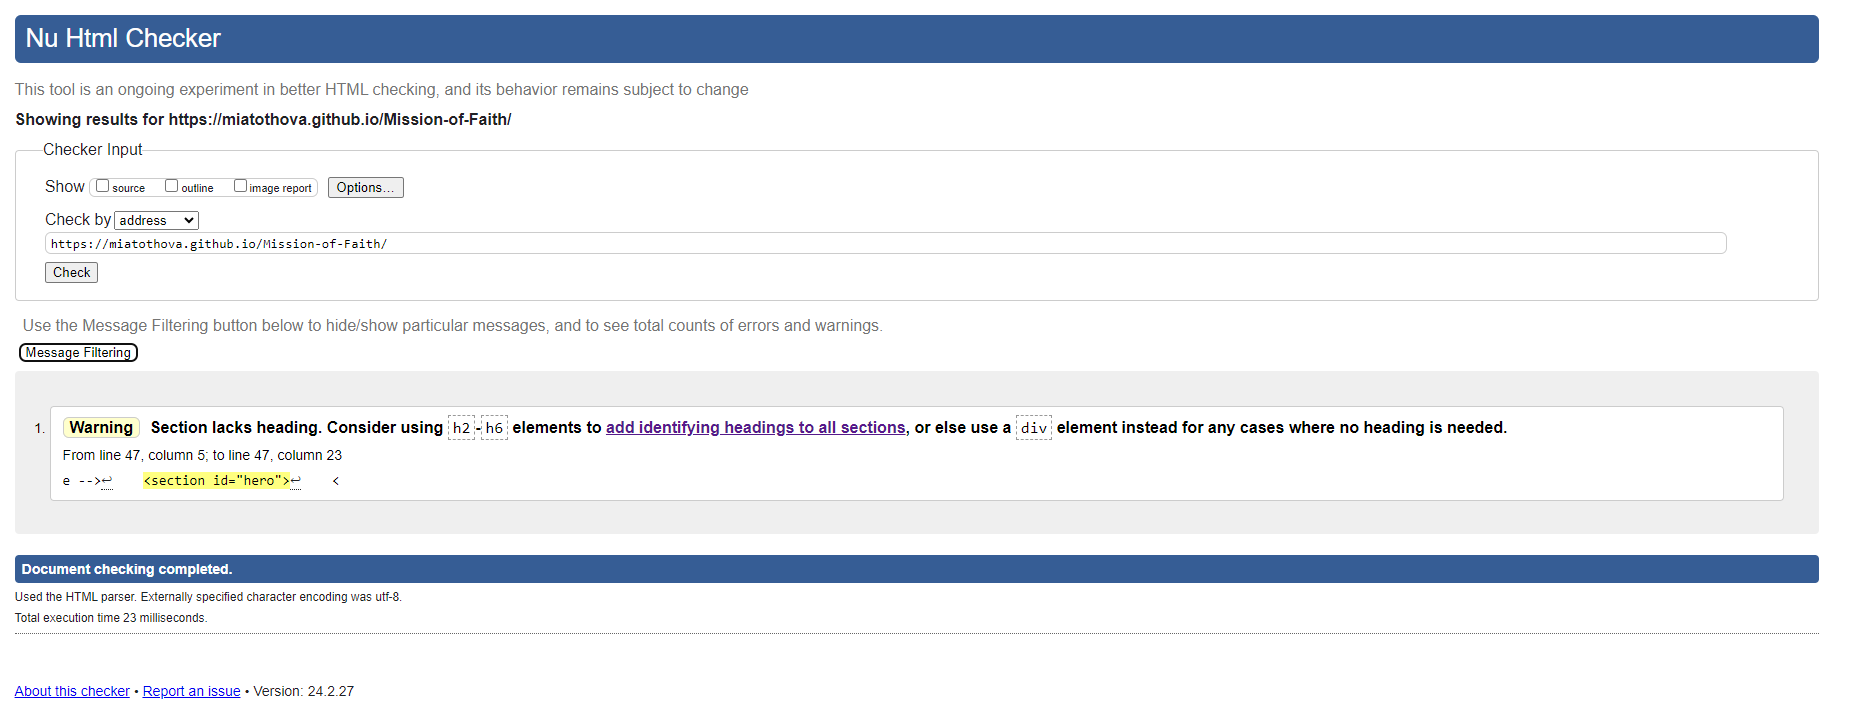 Nu Html Checker
This tool is an ongoing experiment in better HTML checking, and its behavior remains subject to change
Showing results for https://miatothova.github.io/Mission-of-Faith/
Checker Input
Show source outline image report Options...
Check by address
https://miatothova.github.io/Mission-of-Faith/
Check
Use the Message Filtering button below to hide/show particular messages, and to see total counts of errors and warnings.
Message Filtering
1. Warning Section lacks heading. Consider using h2-h6 elements to add identifying headings to all sections, or else use a div element instead for any cases where no heading is needed.
From line 47, column 5; to line 47, column 23
e -->↩ <section id="hero">↩ <
Document checking completed.
Used the HTML parser. Externally specified character encoding was utf-8.
Total execution time 23 milliseconds.
About this checker • Report an issue • Version: 24.2.27